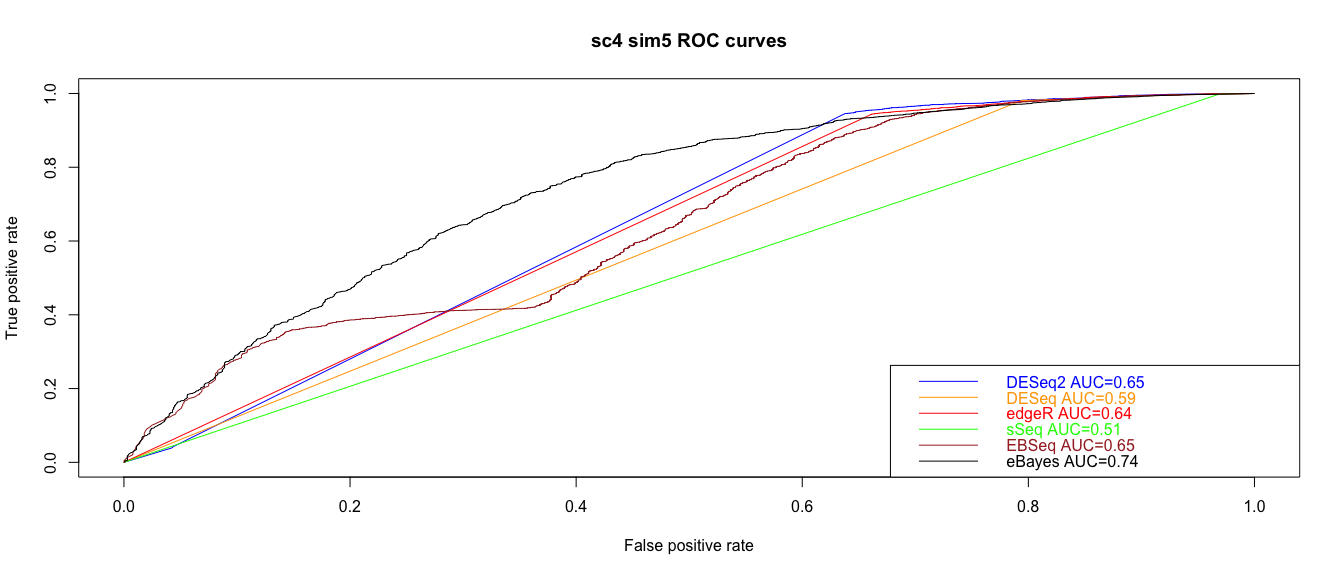 sc4 sim5 ROC curves
True positive rate
1.0
0.8
0.6
0.4
0.2
0.0
DESeq2 AUC=0.65
DESeq AUC=0.59
edgeR AUC=0.64
sSeq AUC=0.51
EBSeq AUC=0.65
eBayes AUC=0.74
0.0 0.2 0.4 0.6 0.8 1.0
False positive rate